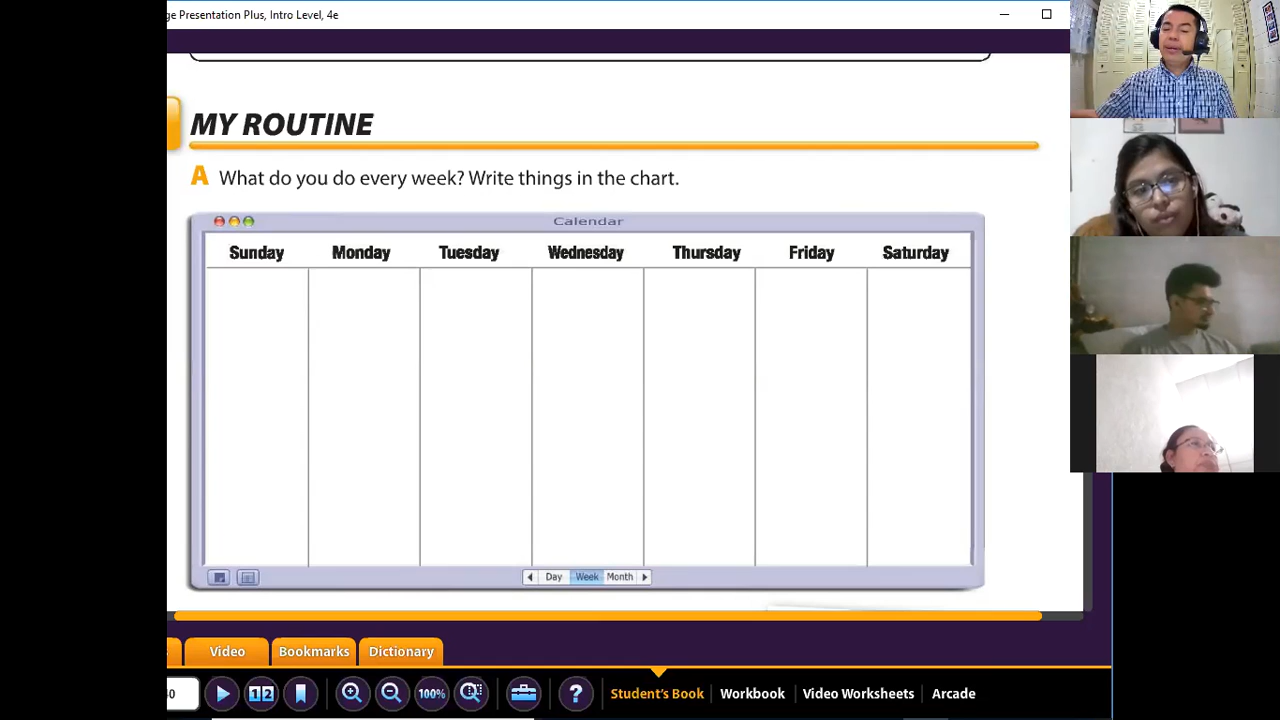 ge Presentation Plus, Intro Level, 4e
MY ROUTINE
A What do you do every week? Write things in the chart.
Calendar
Sunday Monday Tuesday Wednesday Thursday Friday Saturday
Day Week Month
Video Bookmarks Dictionary
0 12 100% ? Student's Book Workbook Video Worksheets Arcade